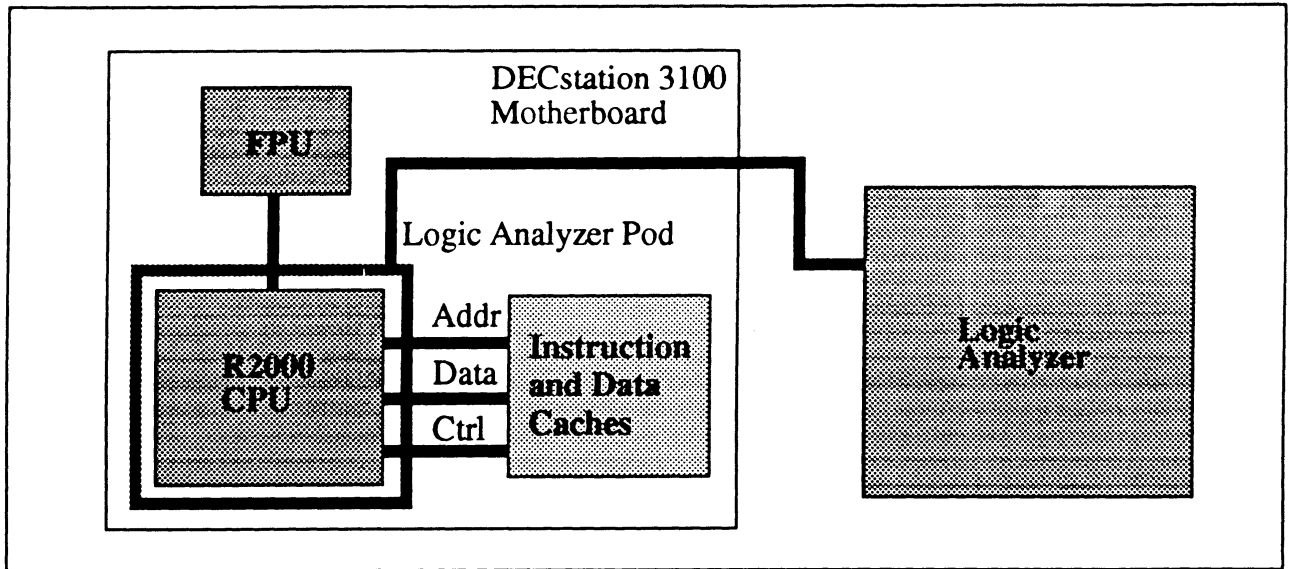 DECstation 3100
Motherboard
FPU
Logic Analyzer Pod
R2000
CPU
Addr
Data
Ctrl
Instruction
and Data
Caches
Logic
Analyzer